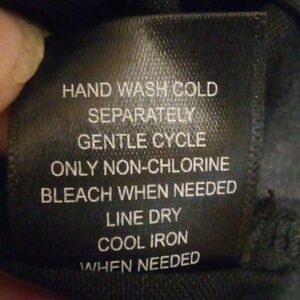 HAND WASH COLD
SEPARATELY
GENTLE CYCLE
ONLY NON-CHLORINE
BLEACH WHEN NEEDED
LINE DRY
COOL IRON
WHEN NEEDED